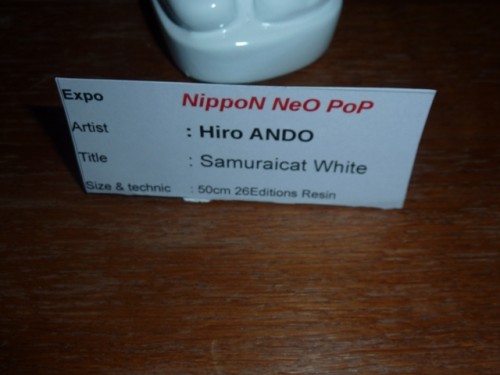 Expo NippoN NeO PoP
Artist : Hiro ANDO
Title : Samuraicat White
Size & technic : 50cm 26Editions Resin